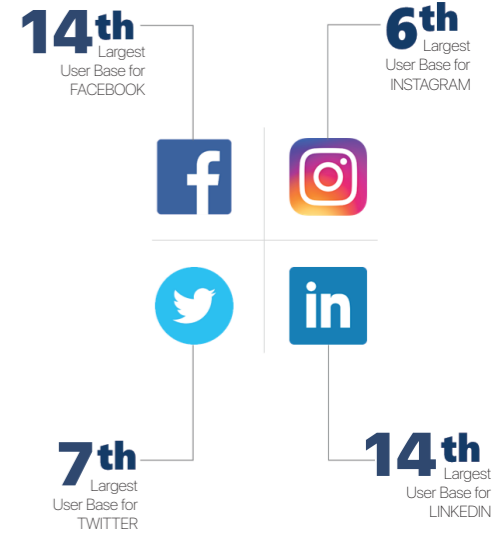 14th
Largest
User Base for
FACEBOOK
6th
Largest
User Base for
INSTAGRAM
f
in
7th
Largest
User Base for
TWITTER
14th
Largest
User Base for
LINKEDIN